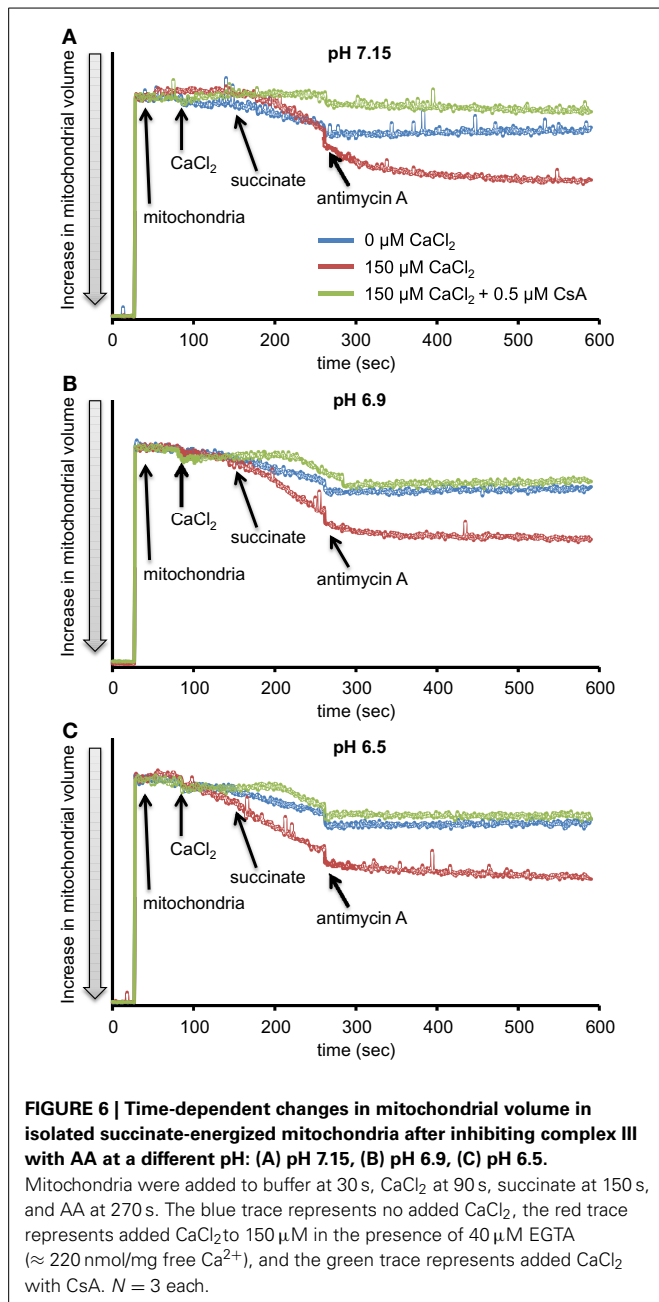 A
pH 7.15
Increase in mitochondrial volume
CaCl₂
mitochondria
succinate
antimycin A
0 µM CaCl₂
150 µM CaCl₂
150 µM CaCl₂ + 0.5 µM CsA
0 100 200 300 400 500 600
time (sec)
B
pH 6.9
Increase in mitochondrial volume
CaCl₂
mitochondria
succinate
antimycin A
0 100 200 300 400 500 600
time (sec)
C
pH 6.5
Increase in mitochondrial volume
CaCl₂
mitochondria
succinate
antimycin A
0 100 200 300 400 500 600
time (sec)
FIGURE 6 | Time-dependent changes in mitochondrial volume in
isolated succinate-energized mitochondria after inhibiting complex III
with AA at a different pH: (A) pH 7.15, (B) pH 6.9, (C) pH 6.5.
Mitochondria were added to buffer at 30 s, CaCl₂ at 90 s, succinate at 150 s,
and AA at 270 s. The blue trace represents no added CaCl₂, the red trace
represents added CaCl₂to 150 µM in the presence of 40 µM EGTA
(≈ 220 nmol/mg free Ca²⁺), and the green trace represents added CaCl₂
with CsA. N = 3 each.